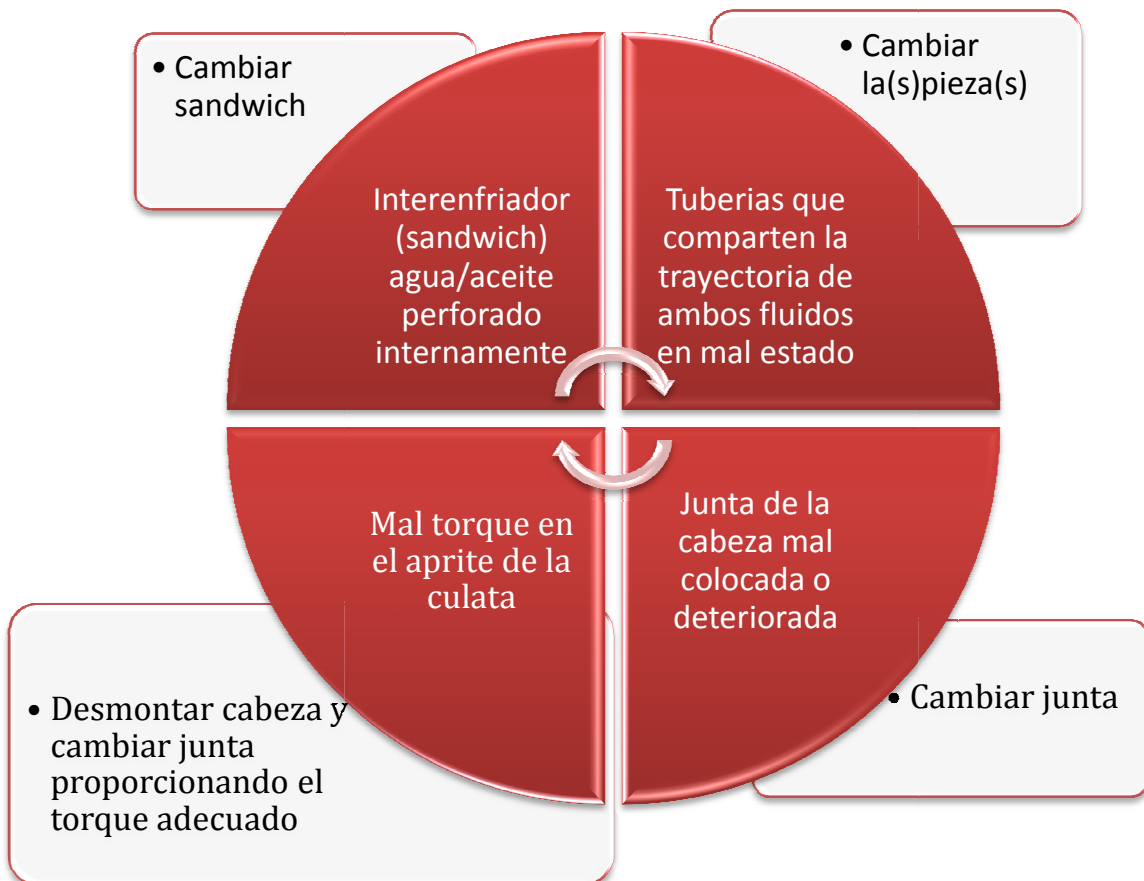 • Cambiar
sandwich
• Cambiar
la(s)pieza(s)
Interenfriador
(sandwich)
agua/aceite
perforado
internamente
Tuberias que
comparten la
trayectoria de
ambos fluidos
en mal estado
Mal torque en
el aprite de la
culata
Junta de la
cabeza mal
colocada o
deteriorada
• Desmontar cabeza y
cambiar junta
proporcionando el
torque adecuado
• Cambiar junta